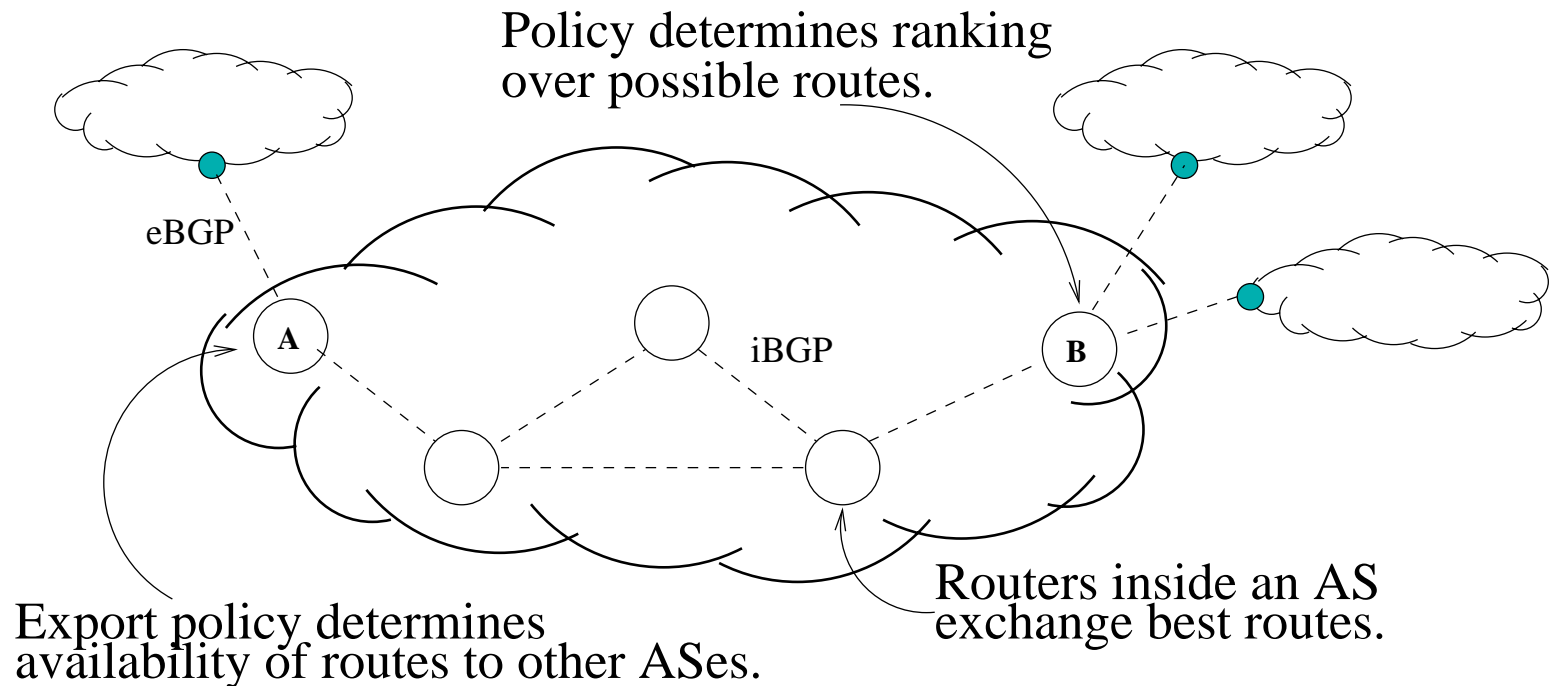 Policy determines ranking
over possible routes.
eBGP
A
iBGP
B
Routers inside an AS
exchange best routes.
Export policy determines
availability of routes to other ASes.